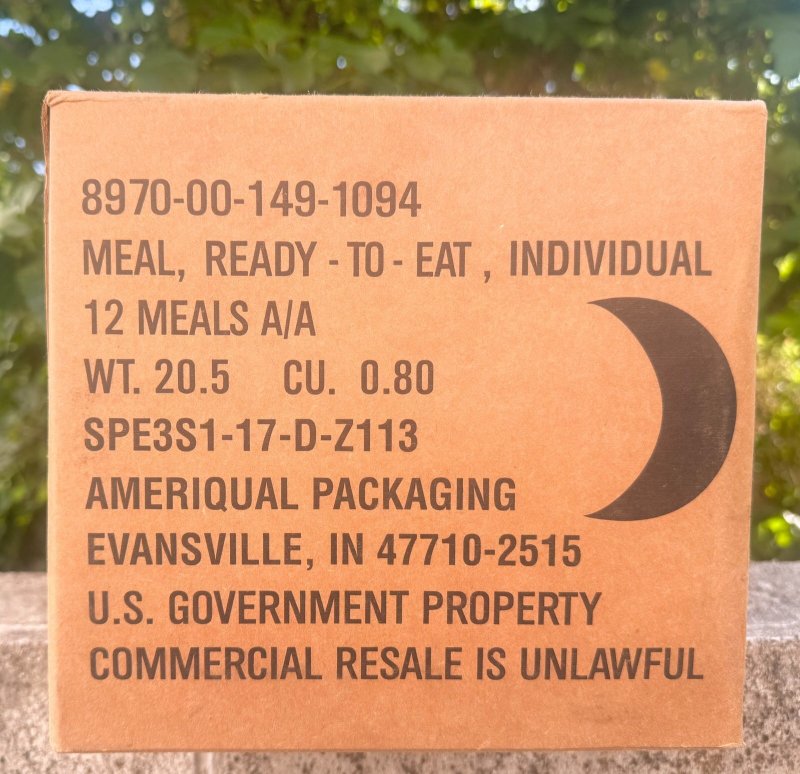 8970-00-149-1094
MEAL, READY - TO - EAT , INDIVIDUAL
12 MEALS A/A
WT. 20.5 CU. 0.80
SPE3S1-17-D-Z113
AMERIQUAL PACKAGING
EVANSVILLE, IN 47710-2515
U.S. GOVERNMENT PROPERTY
COMMERCIAL RESALE IS UNLAWFUL